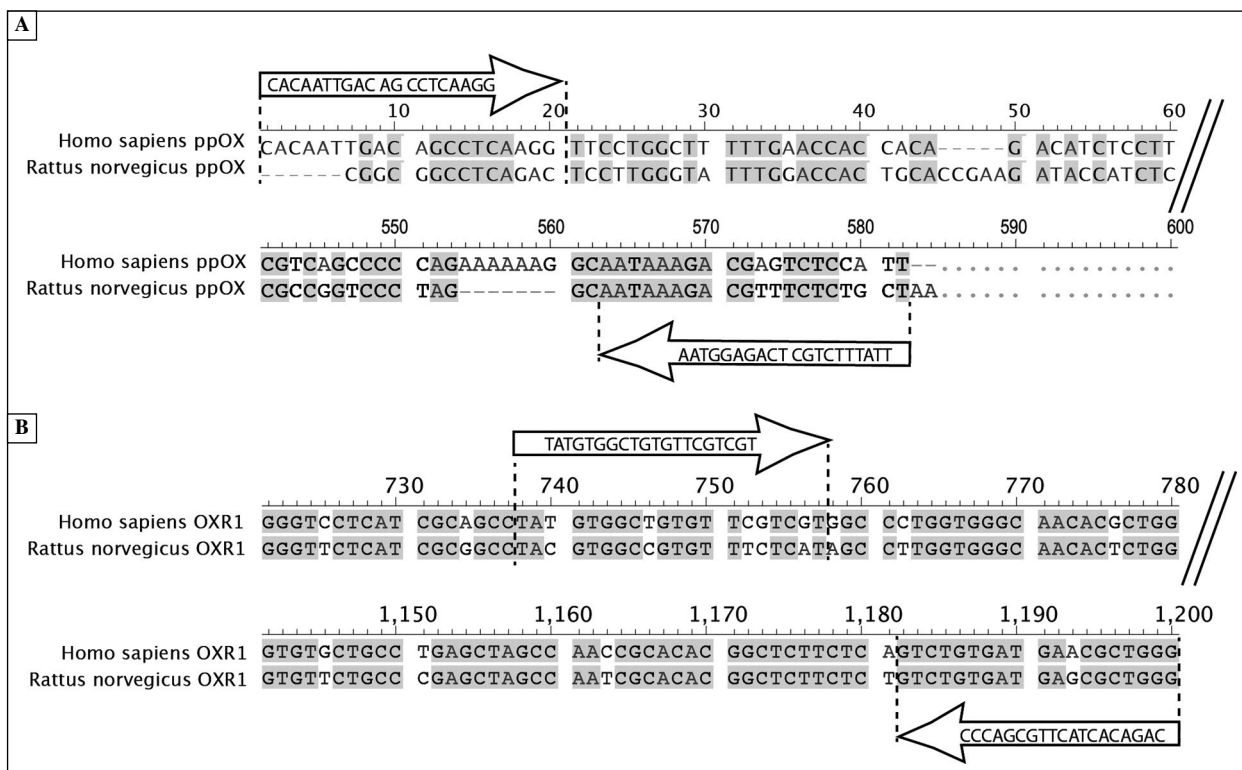 A
CACAATTGAC AG CCTCAAGG
10 20 30 40 50 60
Homo sapiens ppOX CACAATTGAC AGCCTCAAGG TTCCTGGCTT TTTGAACCAC CACA-----G ACATCTCCTT
Rattus norvegicus ppOX ------CGGC GGCCTCAGAC TCCTTGGGTA TTTGGACCAC TGCACCGAAG ATACCATCTC
550 560 570 580 590 600
Homo sapiens ppOX CGTCAGCCCC CAGAAAAAAG GCAATAAAGA CGAGTCTCCA TT--...... ..........
Rattus norvegicus ppOX CGCCGGTCCC TAG------- GCAATAAAGA CGTTTCTCTG CTAA...... ..........
AATGGAGACT CGTCTTTATT
B
TATGTGGCTGTGTTCGTCGT
730 740 750 760 770 780
Homo sapiens OXR1 GGGTCCTCAT CGCAGCCTAT GTGGCTGTGT TCGTCGTGGC CCTGGTGGGC AACACGCTGG
Rattus norvegicus OXR1 GGGTTCTCAT CGCGGCCTAC GTGGCCGTGT TTCTCATAGC CTTGGTGGGC AACACTCTGG
1,150 1,160 1,170 1,180 1,190 1,200
Homo sapiens OXR1 GTGTGCTGCC TGAGCTAGCC AACCGCACAC GGCTCTTCTC AGTCTGTGAT GAACGCTGGG
Rattus norvegicus OXR1 GTGTTCTGCC CGAGCTAGCC AATCGCACAC GGCTCTTCTC TGTCTGTGAT GAGCGCTGGG
CCCAGCGTTCATCACAGAC